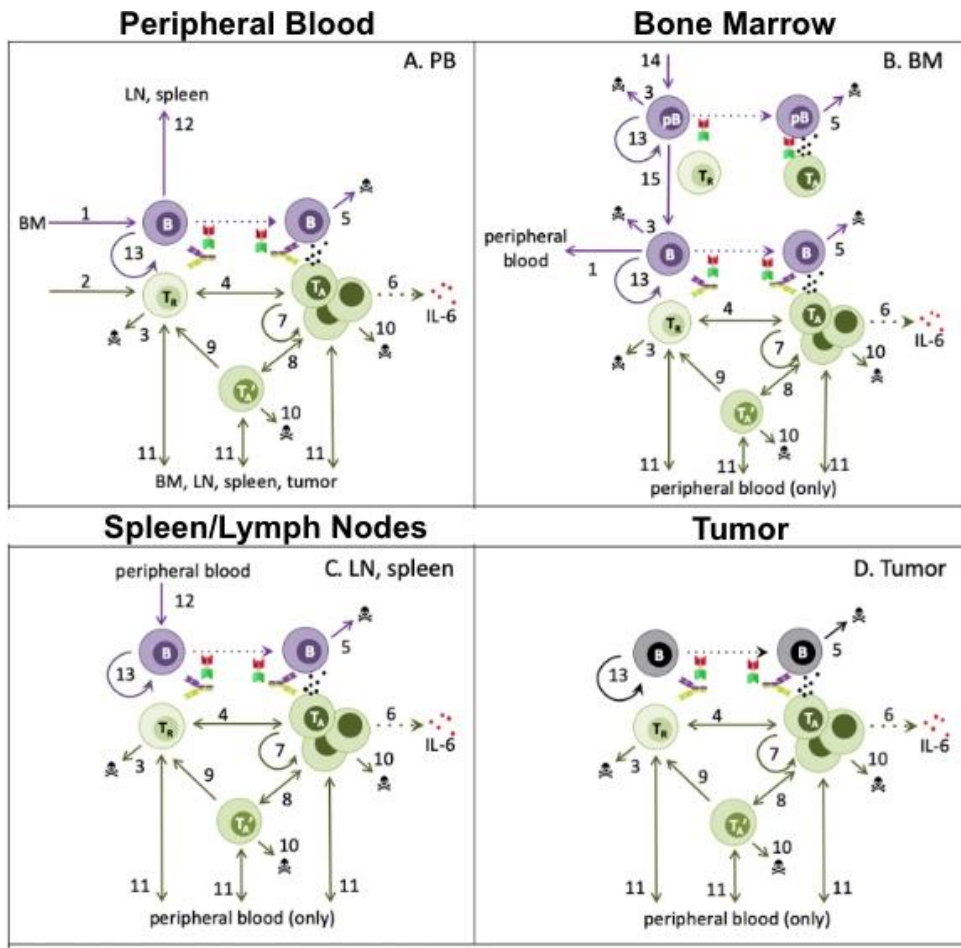 Peripheral Blood
Bone Marrow
A. PB
LN, spleen
12
BM
1
B
B
5
13
2
TR
4
TA
6
IL-6
3
7
10
9
8
TA'
10
11
11
11
BM, LN, spleen, tumor
B. BM
14
3
pB
pB
5
13
TR
TA
15
3
peripheral
blood
1
B
B
5
13
TR
4
TA
6
IL-6
3
7
10
9
8
TA'
10
11
11
11
peripheral blood (only)
Spleen/Lymph Nodes
Tumor
peripheral blood
C. LN, spleen
12
B
B
5
13
TR
4
TA
6
IL-6
3
7
10
9
8
TA'
10
11
11
11
peripheral blood (only)
D. Tumor
B
B
5
13
TR
4
TA
6
IL-6
3
7
10
9
8
TA'
10
11
11
11
peripheral blood (only)